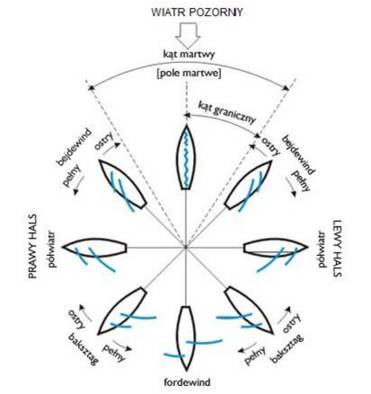 WIATR POZORNY
kąt martwy
[pole martwe]
kąt graniczny
bejdewind
ostry
pełny
ostry
bejdewind
pełny
PRAWY HALS
półwiatr
LEWY HALS
półwiatr
ostry
baksztag
pełny
ostry
baksztag
pełny
fordewind